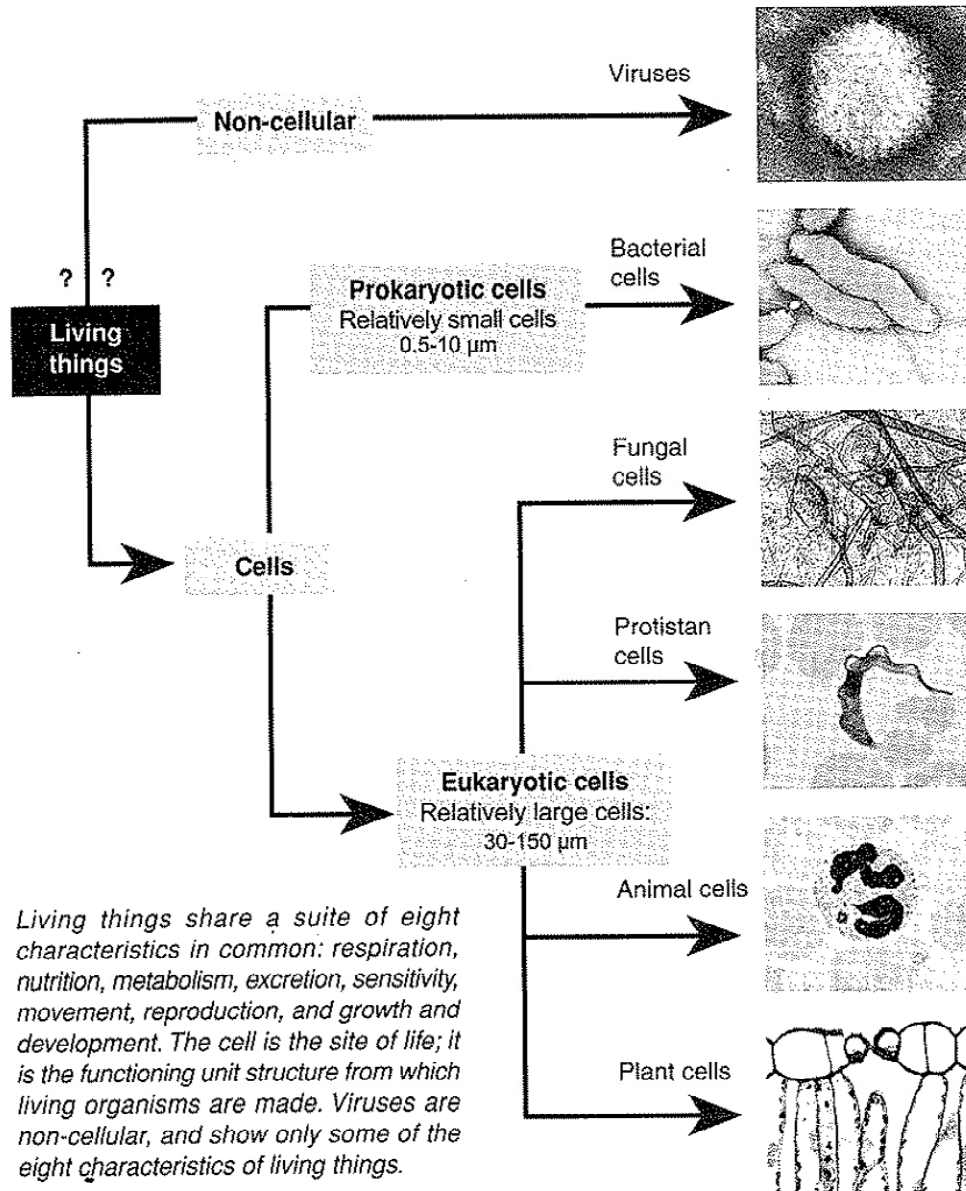 Viruses
Non-cellular
? ?
Living
things
Bacterial
cells
Prokaryotic cells
Relatively small cells
0.5-10 µm
Fungal
cells
Cells
Protistan
cells
Eukaryotic cells
Relatively large cells:
30-150 µm
Animal cells
Plant cells
Living things share a suite of eight
characteristics in common: respiration,
nutrition, metabolism, excretion, sensitivity,
movement, reproduction, and growth and
development. The cell is the site of life; it
is the functioning unit structure from which
living organisms are made. Viruses are
non-cellular, and show only some of the
eight characteristics of living things.